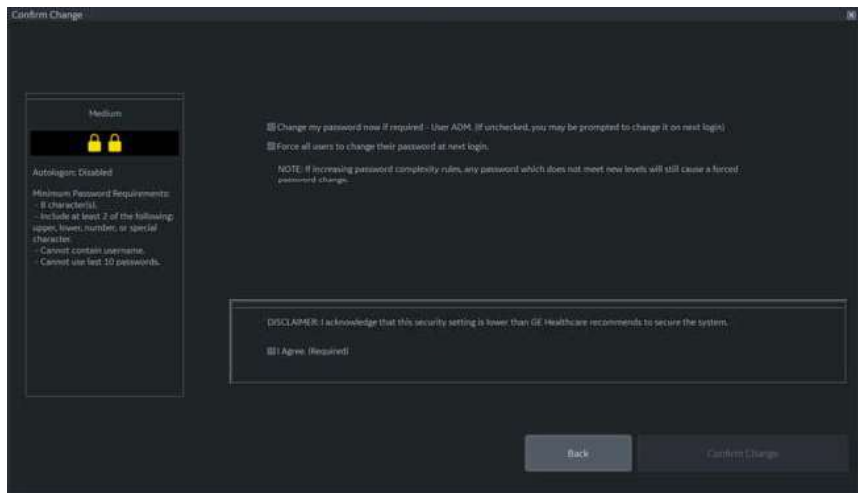 Confirm Change
Medium
Autologon: Disabled
Minimum Password Requirements:
- 8 character(s).
- Include at least 2 of the following:
upper, lower, number, or special
character.
- Cannot contain username.
- Cannot use last 10 passwords.
Change my password now if required - User ADM. (If unchecked, you may be prompted to change it on next login)
Force all users to change their password at next login.
NOTE: If increasing password complexity rules, any password which does not meet new levels will still cause a forced
password change.
DISCLAIMER: I acknowledge that this security setting is lower than GE Healthcare recommends to secure the system.
I Agree. (Required)
Back
Confirm Change